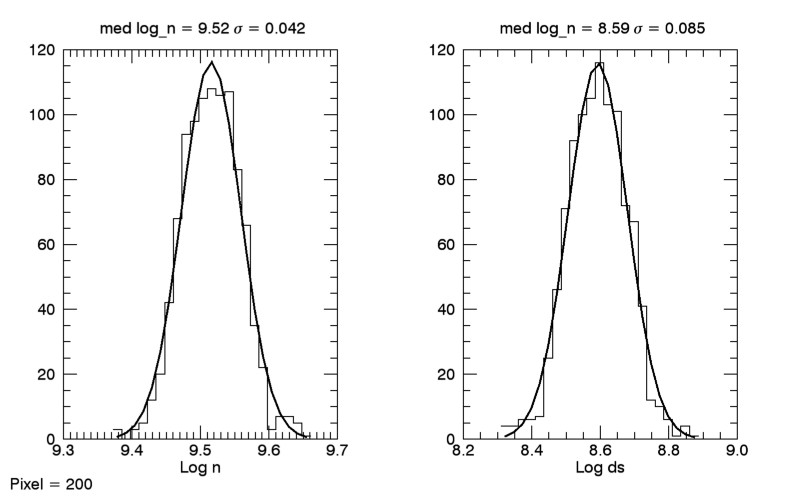 med log_n = 9.52 σ = 0.042
120
100
80
60
40
20
0
9.3 9.4 9.5 9.6 9.7
Log n
med log_n = 8.59 σ = 0.085
120
100
80
60
40
20
0
8.2 8.4 8.6 8.8 9.0
Log ds
Pixel = 200